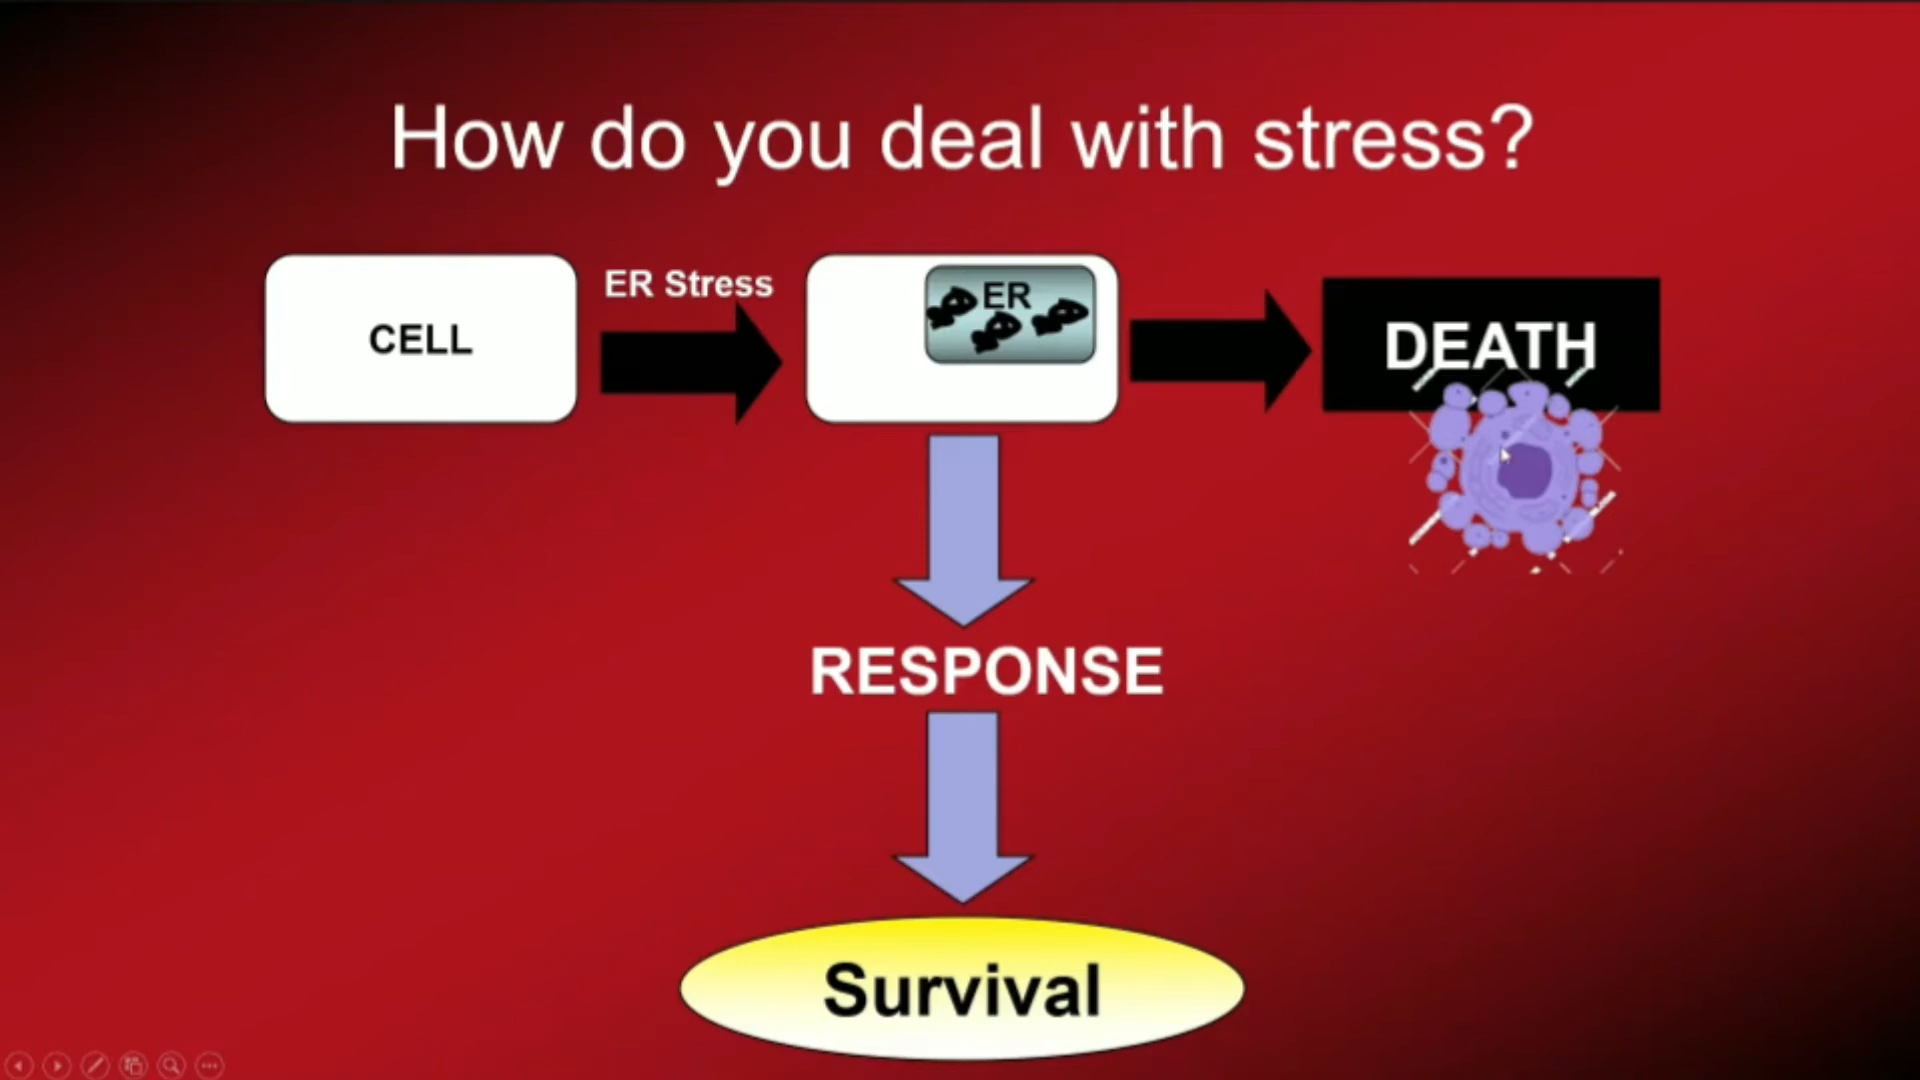 How do you deal with stress?
CELL
ER Stress
ER
DEATH
RESPONSE
Survival